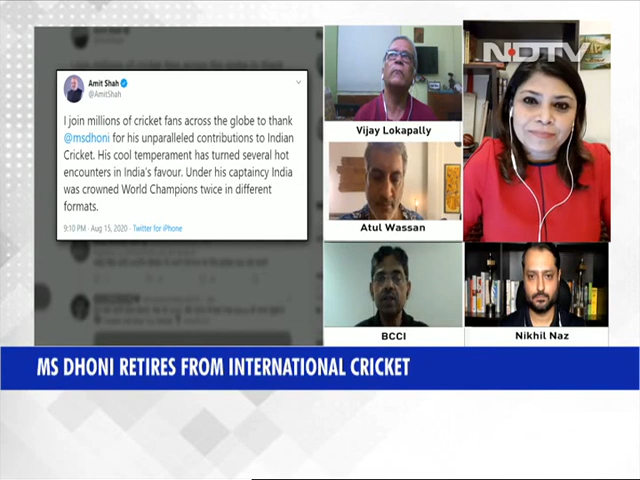 NDTV
Amit Shah
@AmitShah
I join millions of cricket fans across the globe to thank
@msdhoni for his unparalleled contributions to Indian
Cricket. His cool temperament has turned several hot
encounters in India's favour. Under his captaincy India
was crowned World Champions twice in different
formats.
9:10 PM · Aug 15, 2020 · Twitter for iPhone
Vijay Lokapally
Atul Wassan
BCCI
Nikhil Naz
MS DHONI RETIRES FROM INTERNATIONAL CRICKET